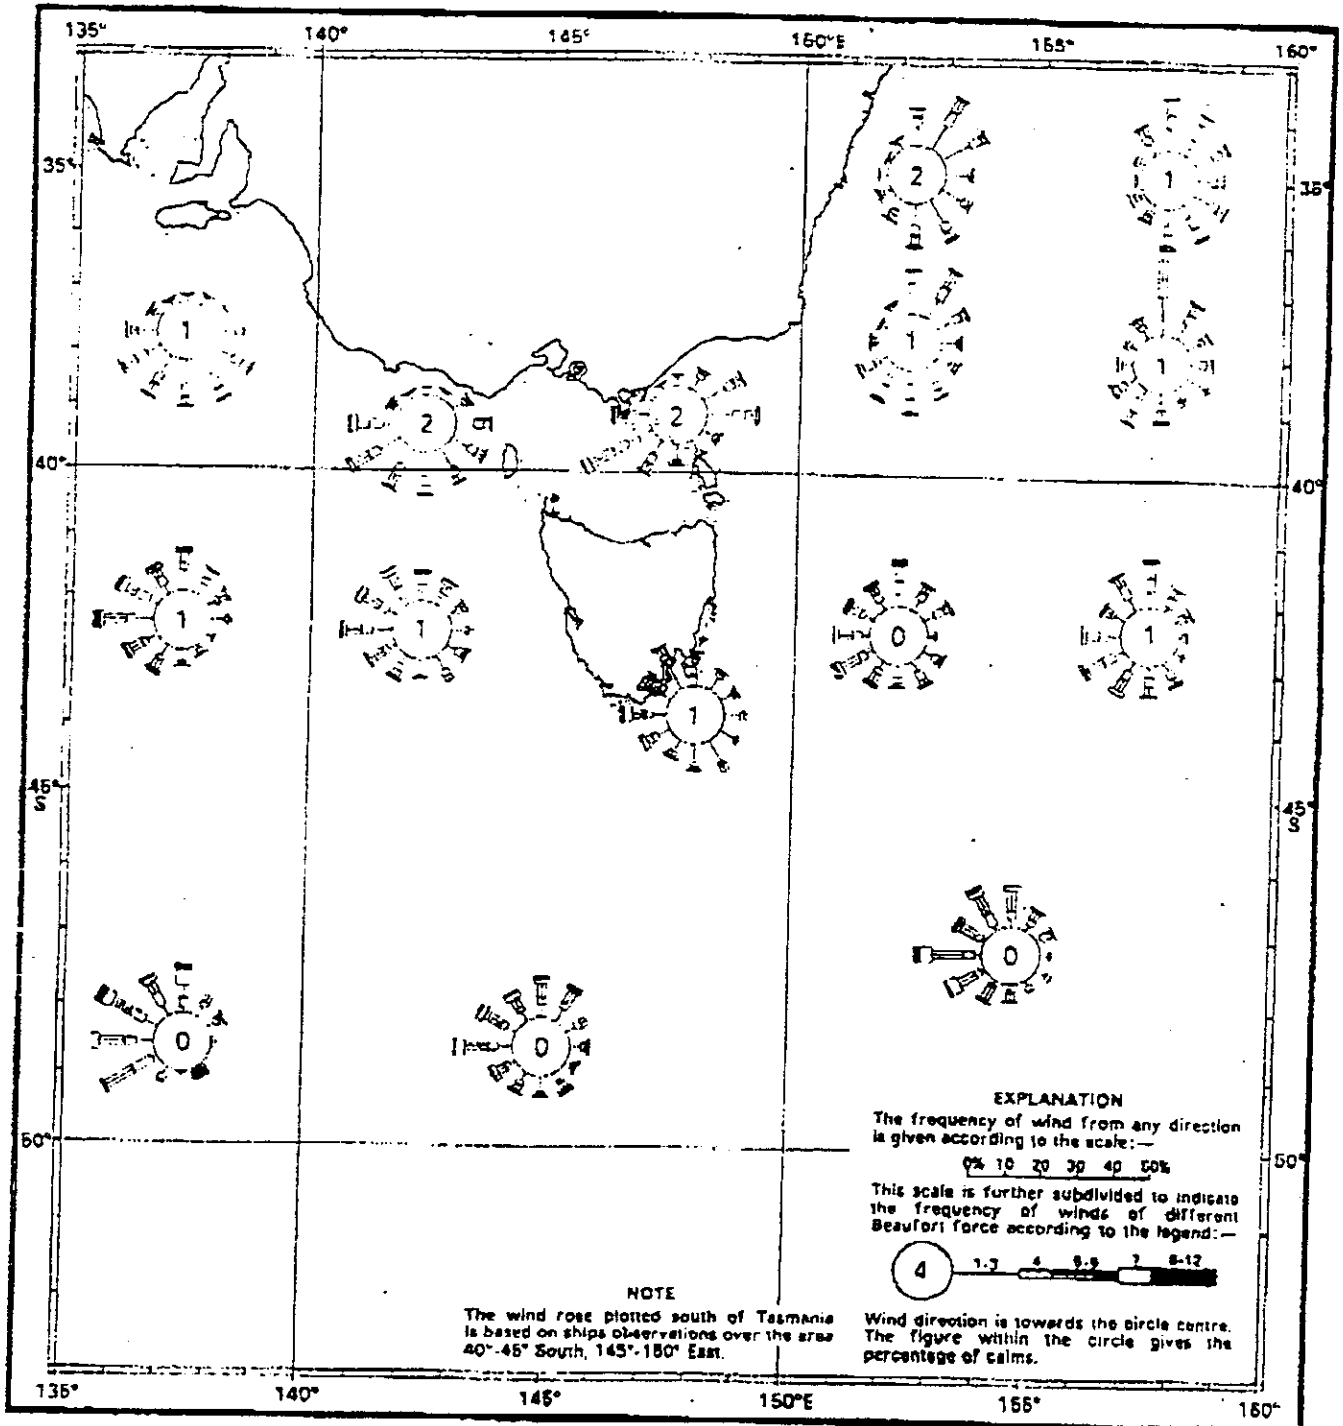 135° 140° 145° 150°E 155° 160°
35° 35°
2 1
1 1 1
2 2
40° 40°
1 1 0 1
1
45° 45°
S S
0
0 0
EXPLANATION
The frequency of wind from any direction
is given according to the scale:—
50° 50°
0% 10 20 30 40 50%
This scale is further subdivided to indicate
the frequency of winds of different
Beaufort force according to the legend:—
4 1-3 4 5-6 7 8-12
NOTE
The wind rose plotted south of Tasmania
is based on ships observations over the area
40°-45° South, 145°-150° East.
Wind direction is towards the circle centre.
The figure within the circle gives the
percentage of calms.
135° 140° 145° 150°E 155° 160°